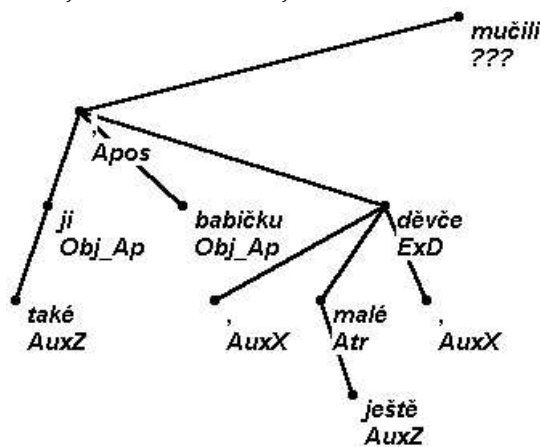 mučili
???
,
Apos
ji
Obj_Ap
babičku
Obj_Ap
děvče
ExD
také
AuxZ
,
AuxX
malé
Atr
,
AuxX
ještě
AuxZ